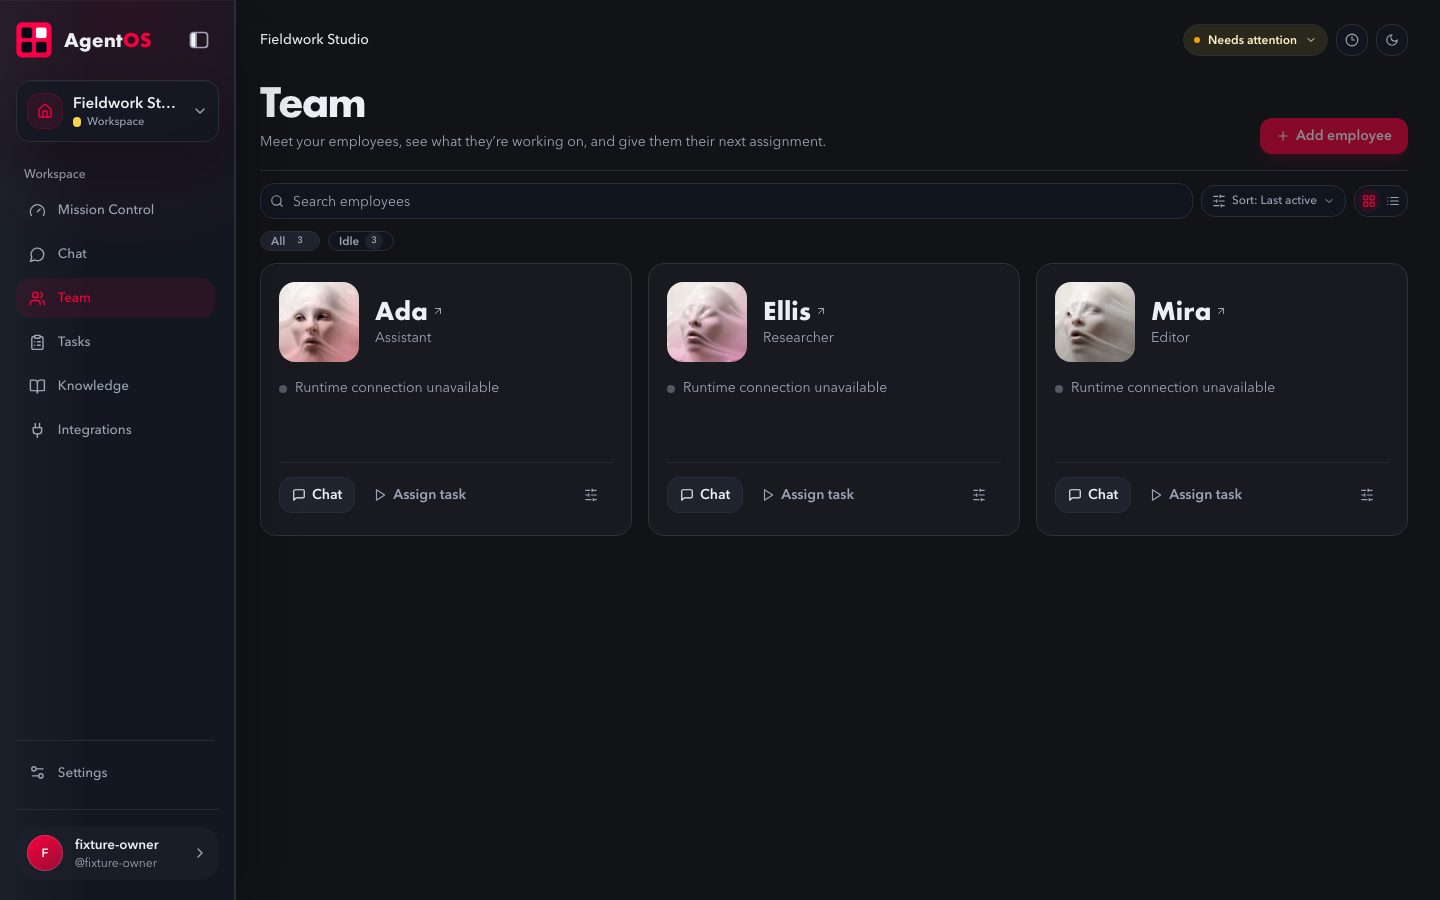 AgentOS
Fieldwork St...
Workspace
Workspace
Mission Control
Chat
Team
Tasks
Knowledge
Integrations
Settings
F
fixture-owner
@fixture-owner
Fieldwork Studio
Needs attention
Team
Meet your employees, see what they’re working on, and give them their next assignment.
+ Add employee
Search employees
Sort: Last active
All 3
Idle 3
Ada
Assistant
Runtime connection unavailable
Chat
Assign task
Ellis
Researcher
Runtime connection unavailable
Chat
Assign task
Mira
Editor
Runtime connection unavailable
Chat
Assign task